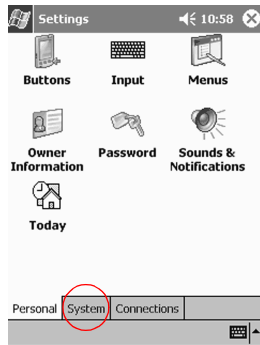 Settings 10:58
Buttons Input Menus
Owner Information Password Sounds & Notifications
Today
Personal System Connections